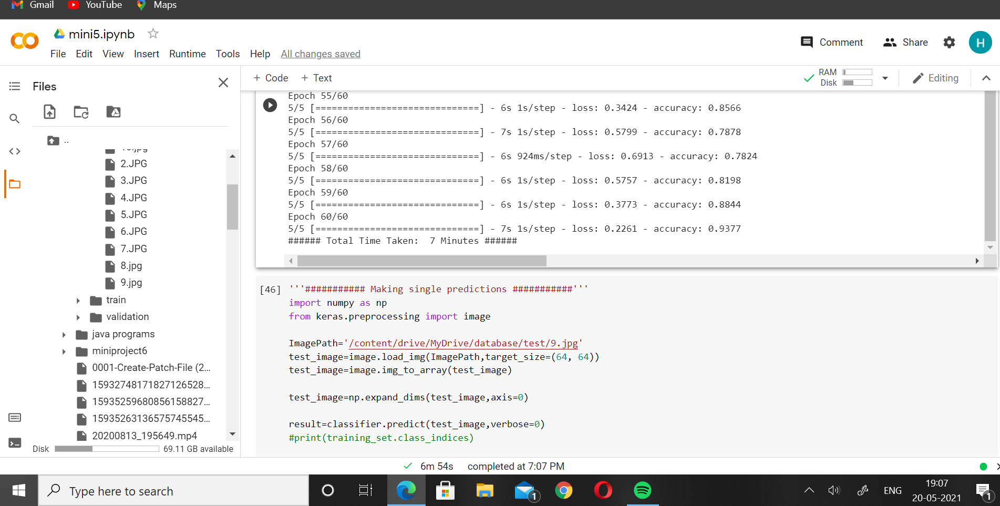 Gmail YouTube Maps
mini5.ipynb
File Edit View Insert Runtime Tools Help All changes saved
Comment Share H
Files
+ Code + Text
RAM
Disk
Editing
..
2.JPG
3.JPG
4.JPG
5.JPG
6.JPG
7.JPG
8.jpg
9.jpg
train
validation
java programs
miniproject6
0001-Create-Patch-File (2...
15932748171827126528...
15935259680856158827...
15935263136575745545...
20200813_195649.mp4
Disk 69.11 GB available
Epoch 55/60
5/5 [==============================] - 6s 1s/step - loss: 0.3424 - accuracy: 0.8566
Epoch 56/60
5/5 [==============================] - 7s 1s/step - loss: 0.5799 - accuracy: 0.7878
Epoch 57/60
5/5 [==============================] - 6s 924ms/step - loss: 0.6913 - accuracy: 0.7824
Epoch 58/60
5/5 [==============================] - 6s 1s/step - loss: 0.5757 - accuracy: 0.8198
Epoch 59/60
5/5 [==============================] - 6s 1s/step - loss: 0.3773 - accuracy: 0.8844
Epoch 60/60
5/5 [==============================] - 7s 1s/step - loss: 0.2261 - accuracy: 0.9377
###### Total Time Taken:  7 Minutes ######
[46] '''########### Making single predictions ###########'''
import numpy as np
from keras.preprocessing import image
ImagePath='/content/drive/MyDrive/database/test/9.jpg'
test_image=image.load_img(ImagePath,target_size=(64, 64))
test_image=image.img_to_array(test_image)
test_image=np.expand_dims(test_image,axis=0)
result=classifier.predict(test_image,verbose=0)
#print(training_set.class_indices)
6m 54s completed at 7:07 PM
Type here to search
1
ENG
19:07
20-05-2021
1